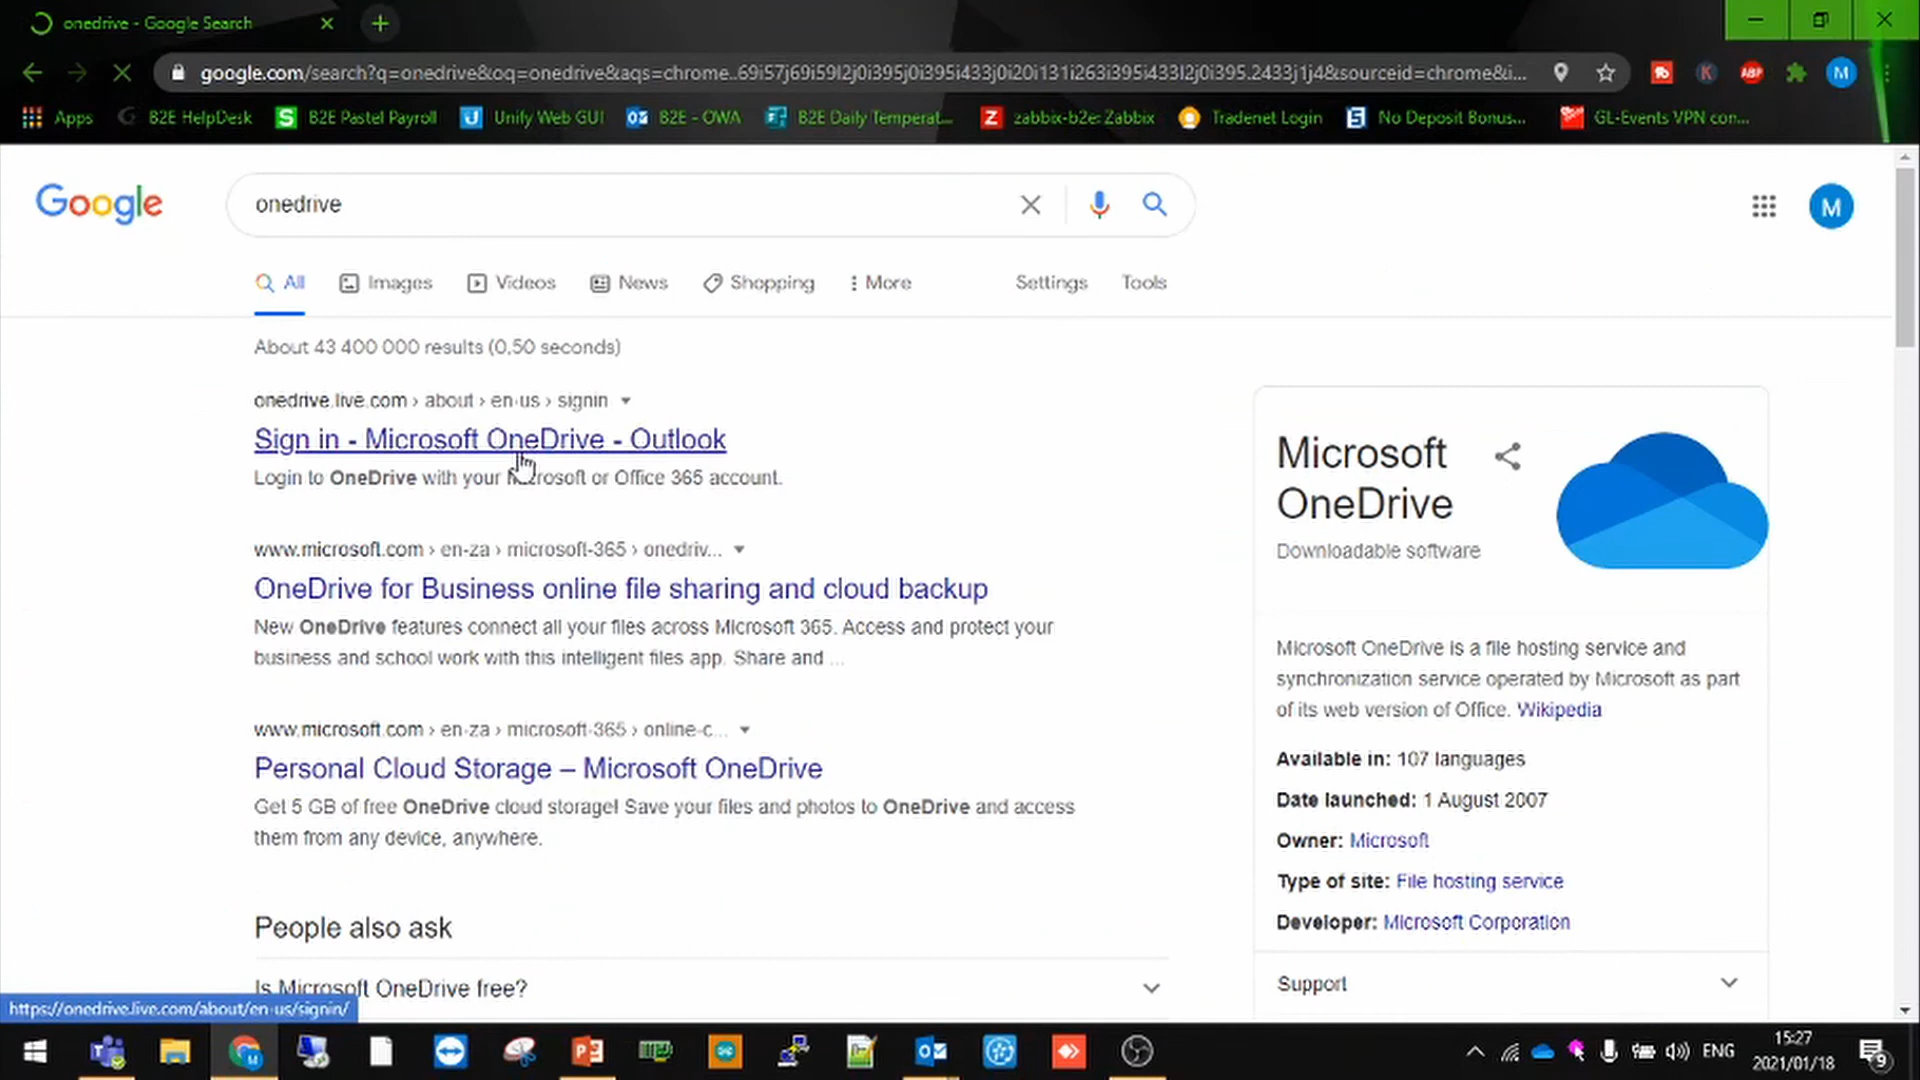 onedrive - Google Search
google.com/search?q=onedrive&oq=onedrive&aqs=chrome..69i57j69i59l2j0i395j0i395i433j0i20i131i263i395i433l2j0i395.2433j1j4&sourceid=chrome&i...
ABP
M
Apps
B2E HelpDesk
B2E Pastel Payroll
Unify Web GUI
B2E - OWA
B2E Daily Temperat...
zabbix-b2e: Zabbix
Tradenet Login
No Deposit Bonus...
GL-Events VPN con...
Google
onedrive
M
All
Images
Videos
News
Shopping
More
Settings
Tools
About 43 400 000 results (0,50 seconds)
onedrive.live.com › about › en-us › signin
Sign in - Microsoft OneDrive - Outlook
Login to OneDrive with your Microsoft or Office 365 account.
www.microsoft.com › en-za › microsoft-365 › onedriv...
OneDrive for Business online file sharing and cloud backup
New OneDrive features connect all your files across Microsoft 365. Access and protect your
business and school work with this intelligent files app. Share and ...
www.microsoft.com › en-za › microsoft-365 › online-c...
Personal Cloud Storage – Microsoft OneDrive
Get 5 GB of free OneDrive cloud storage! Save your files and photos to OneDrive and access
them from any device, anywhere.
People also ask
Is Microsoft OneDrive free?
Microsoft
OneDrive
Downloadable software
Microsoft OneDrive is a file hosting service and
synchronization service operated by Microsoft as part
of its web version of Office. Wikipedia
Available in: 107 languages
Date launched: 1 August 2007
Owner: Microsoft
Type of site: File hosting service
Developer: Microsoft Corporation
Support
https://onedrive.live.com/about/en-us/signin/
ENG
15:27
2021/01/18
9